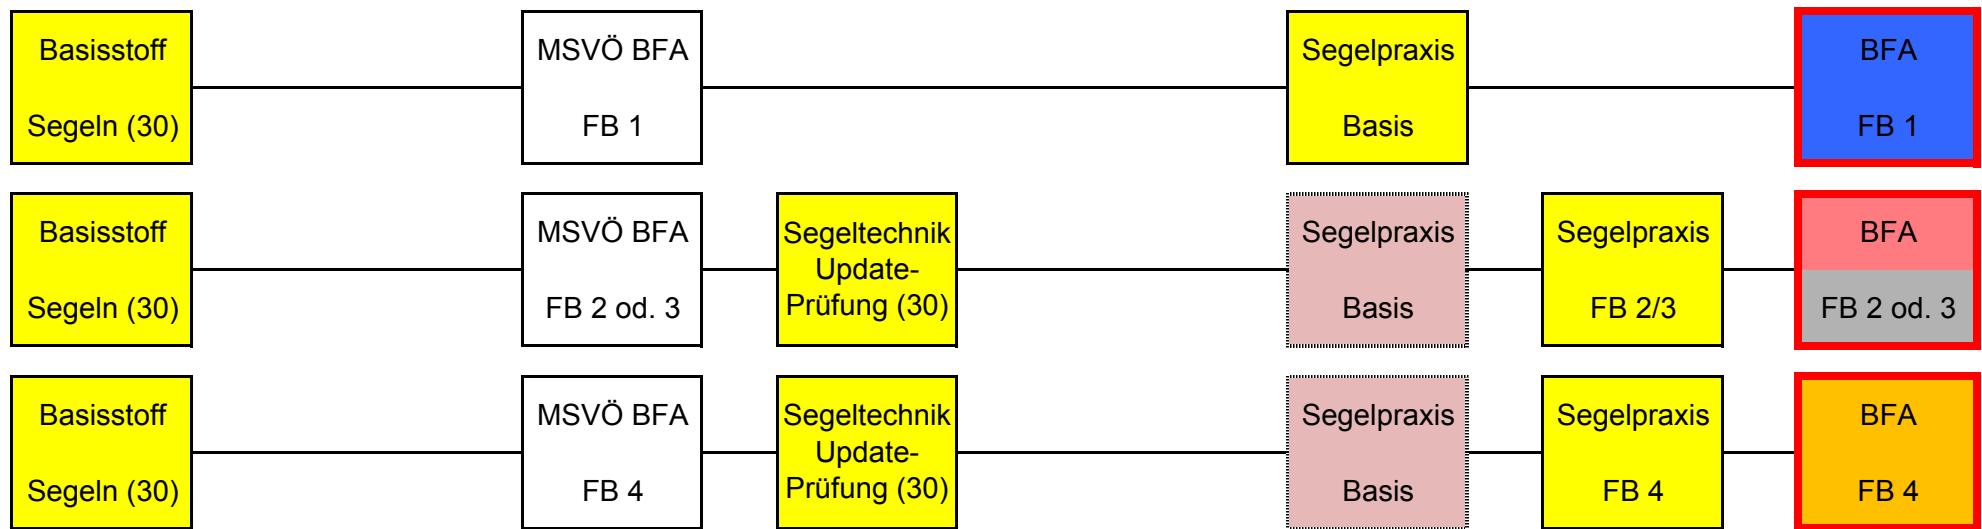 Basisstoff
Segeln (30)
MSVÖ BFA
FB 1
Segelpraxis
Basis
BFA
FB 1
Basisstoff
Segeln (30)
MSVÖ BFA
FB 2 od. 3
Segeltechnik
Update-
Prüfung (30)
Segelpraxis
Basis
Segelpraxis
FB 2/3
BFA
FB 2 od. 3
Basisstoff
Segeln (30)
MSVÖ BFA
FB 4
Segeltechnik
Update-
Prüfung (30)
Segelpraxis
Basis
Segelpraxis
FB 4
BFA
FB 4